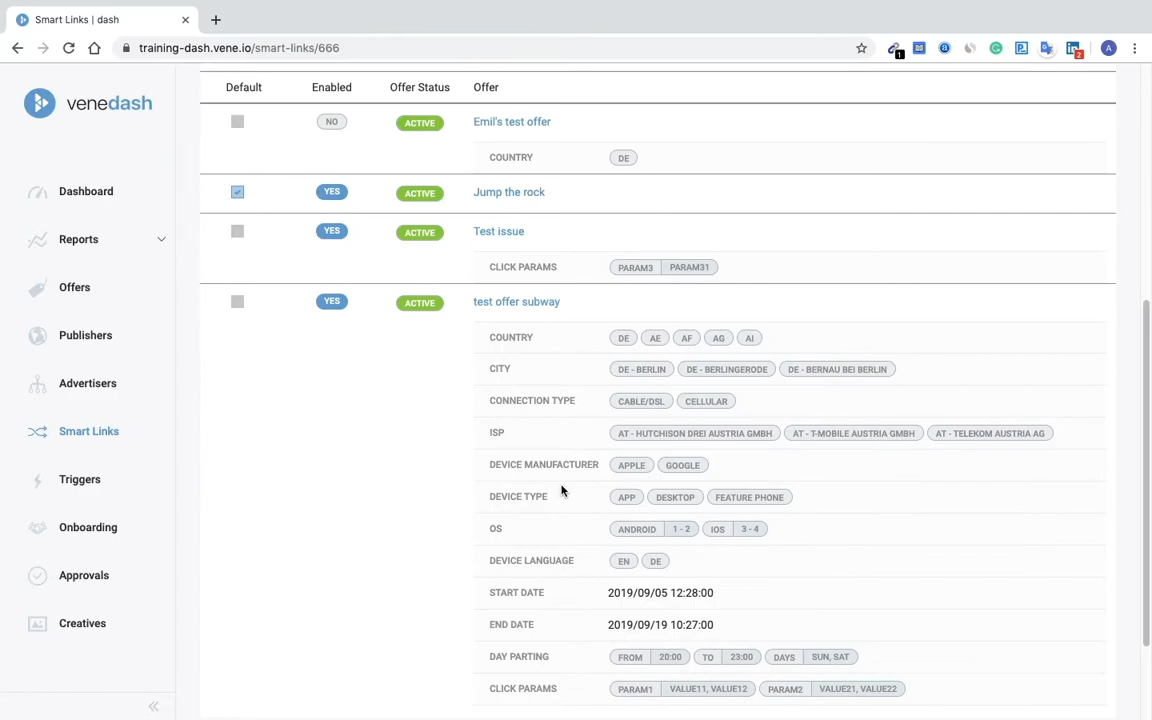 Smart Links | dash
training-dash.vene.io/smart-links/666
1
2
A
venedash
Default Enabled Offer Status Offer
NO ACTIVE Emil's test offer
COUNTRY DE
YES ACTIVE Jump the rock
YES ACTIVE Test issue
CLICK PARAMS PARAM3 PARAM31
YES ACTIVE test offer subway
COUNTRY DE AE AF AG AI
CITY DE - BERLIN DE - BERLINGERODE DE - BERNAU BEI BERLIN
CONNECTION TYPE CABLE/DSL CELLULAR
ISP AT - HUTCHISON DREI AUSTRIA GMBH AT - T-MOBILE AUSTRIA GMBH AT - TELEKOM AUSTRIA AG
DEVICE MANUFACTURER APPLE GOOGLE
DEVICE TYPE APP DESKTOP FEATURE PHONE
OS ANDROID 1 - 2 IOS 3 - 4
DEVICE LANGUAGE EN DE
START DATE 2019/09/05 12:28:00
END DATE 2019/09/19 10:27:00
DAY PARTING FROM 20:00 TO 23:00 DAYS SUN, SAT
CLICK PARAMS PARAM1 VALUE11, VALUE12 PARAM2 VALUE21, VALUE22
Dashboard
Reports
Offers
Publishers
Advertisers
Smart Links
Triggers
Onboarding
Approvals
Creatives